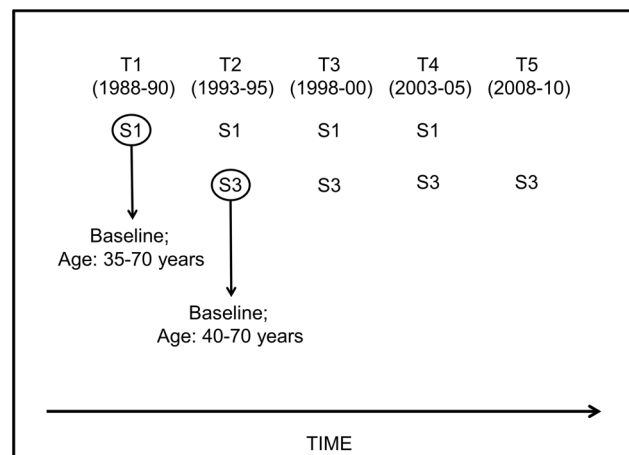 T1 T2 T3 T4 T5
(1988-90) (1993-95) (1998-00) (2003-05) (2008-10)
S1 S1 S1 S1
S3 S3 S3 S3
Baseline;
Age: 35-70 years
Baseline;
Age: 40-70 years
TIME